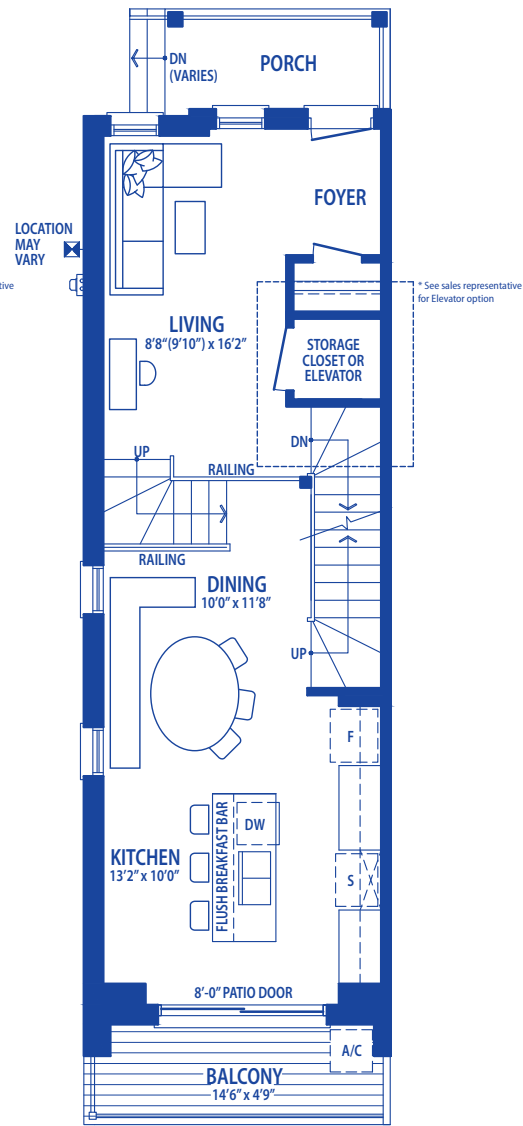 DN
(VARIES)
PORCH
FOYER
LOCATION
MAY
VARY
* See sales representative
for Elevator option
LIVING
8'8"(9'10") x 16'2"
STORAGE
CLOSET OR
ELEVATOR
DN
UP
RAILING
RAILING
DINING
10'0" x 11'8"
UP
F
DW
FLUSH BREAKFAST BAR
KITCHEN
13'2" x 10'0"
S
8'-0" PATIO DOOR
A/C
BALCONY
14'6" x 4'9"